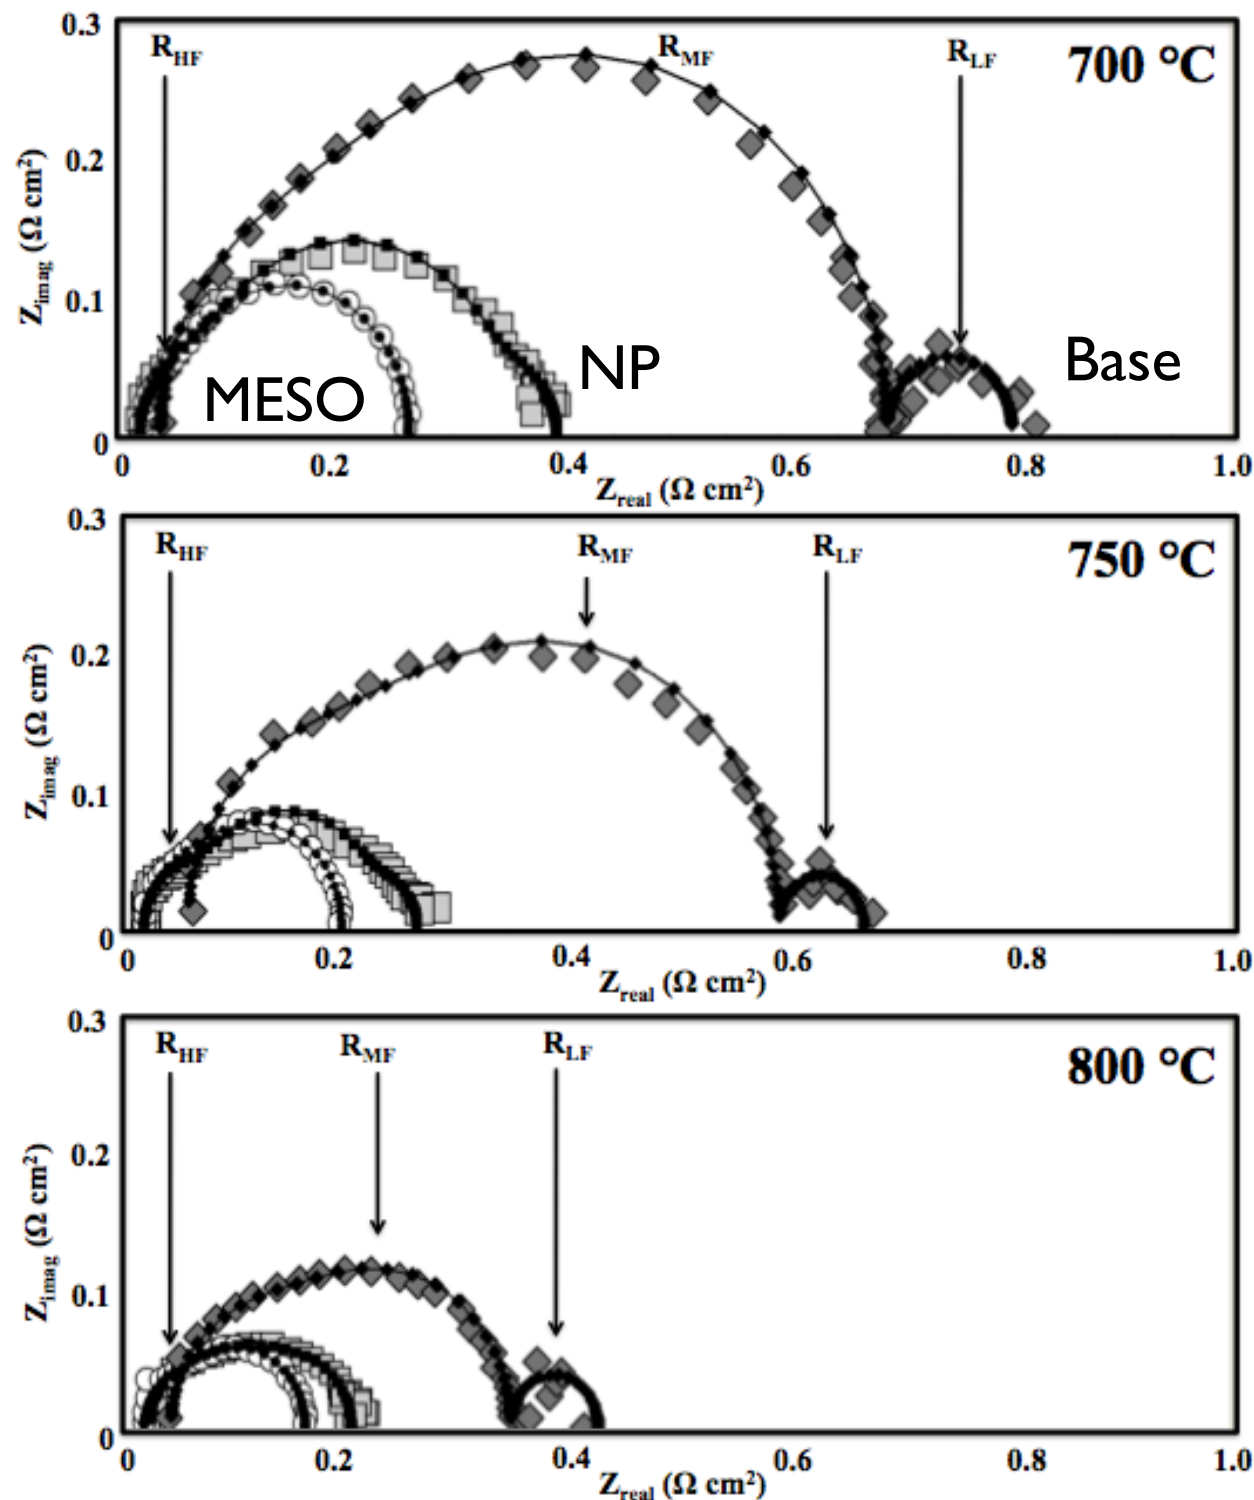 0.3
R_HF
R_MF
R_LF
700 °C
0.2
Z_imag (Ω cm²)
0.1
MESO
NP
Base
0
0 0.2 0.4 0.6 0.8 1.0
Z_real (Ω cm²)
0.3
R_HF
R_MF
R_LF
750 °C
0.2
Z_imag (Ω cm²)
0.1
0
0 0.2 0.4 0.6 0.8 1.0
Z_real (Ω cm²)
0.3
R_HF
R_MF
R_LF
800 °C
0.2
Z_imag (Ω cm²)
0.1
0
0 0.2 0.4 0.6 0.8 1.0
Z_real (Ω cm²)